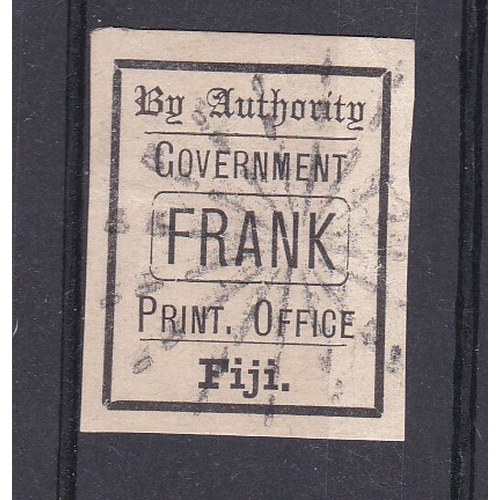 By Authority
GOVERNMENT
FRANK
PRINT. OFFICE
Fiji.